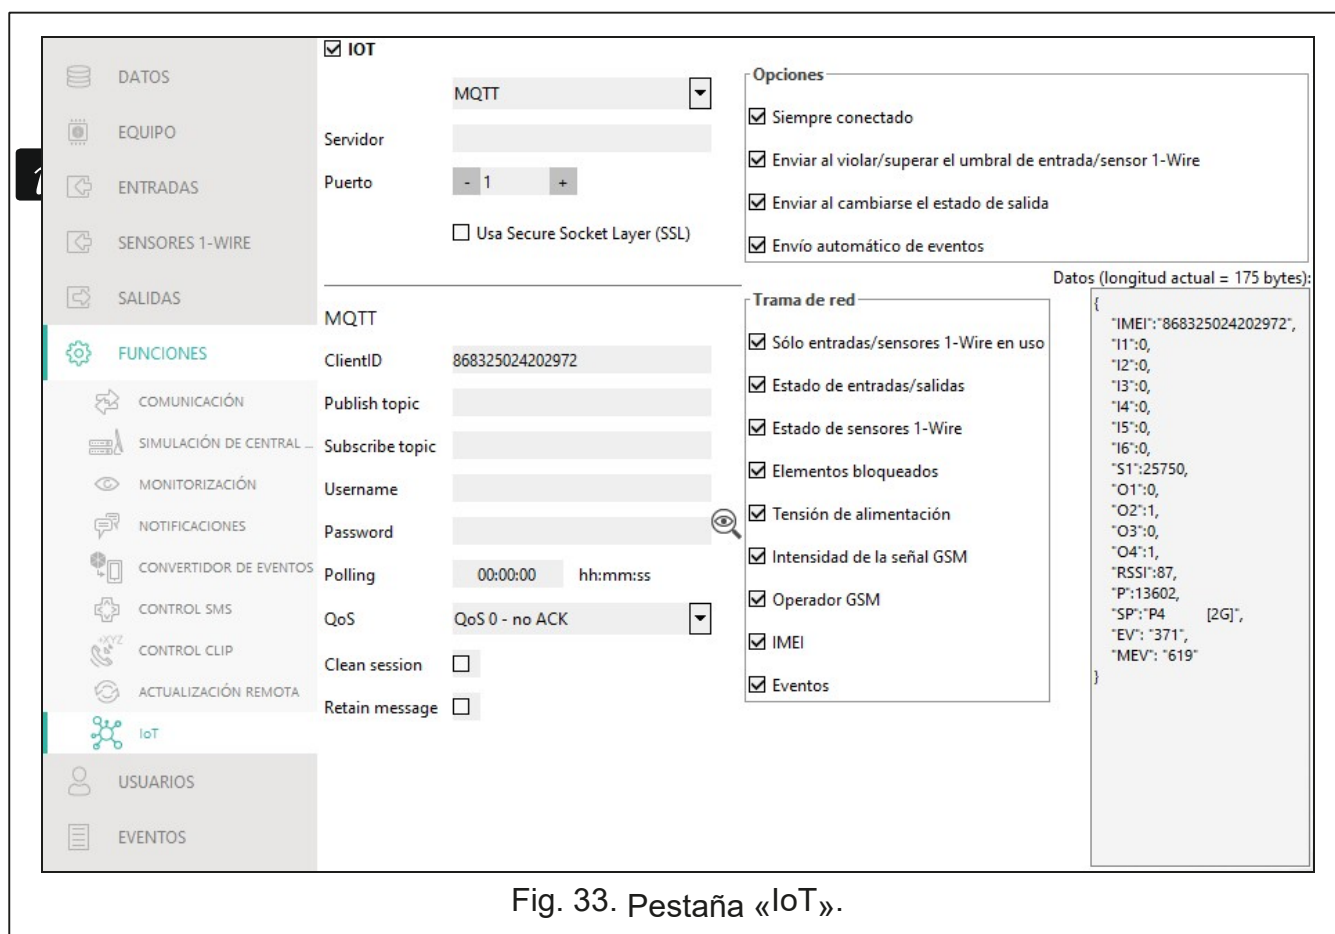 DATOS
EQUIPO
ENTRADAS
SENSORES 1-WIRE
SALIDAS
FUNCIONES
COMUNICACIÓN
SIMULACIÓN DE CENTRAL ...
MONITORIZACIÓN
NOTIFICACIONES
CONVERTIDOR DE EVENTOS
CONTROL SMS
+XYZ
CONTROL CLIP
ACTUALIZACIÓN REMOTA
IoT
USUARIOS
EVENTOS
IOT
MQTT
Servidor
Puerto - 1 +
Usa Secure Socket Layer (SSL)
MQTT
ClientID 868325024202972
Publish topic
Subscribe topic
Username
Password
Polling 00:00:00 hh:mm:ss
QoS QoS 0 - no ACK
Clean session
Retain message
Opciones
Siempre conectado
Enviar al violar/superar el umbral de entrada/sensor 1-Wire
Enviar al cambiarse el estado de salida
Envío automático de eventos
Trama de red
Sólo entradas/sensores 1-Wire en uso
Estado de entradas/salidas
Estado de sensores 1-Wire
Elementos bloqueados
Tensión de alimentación
Intensidad de la señal GSM
Operador GSM
IMEI
Eventos
Datos (longitud actual = 175 bytes):
{
"IMEI":"868325024202972",
"I1":0,
"I2":0,
"I3":0,
"I4":0,
"I5":0,
"I6":0,
"S1":25750,
"O1":0,
"O2":1,
"O3":0,
"O4":1,
"RSSI":87,
"P":13602,
"SP":"P4 [2G]",
"EV": "371",
"MEV": "619"
}
Fig. 33. Pestaña «IoT».